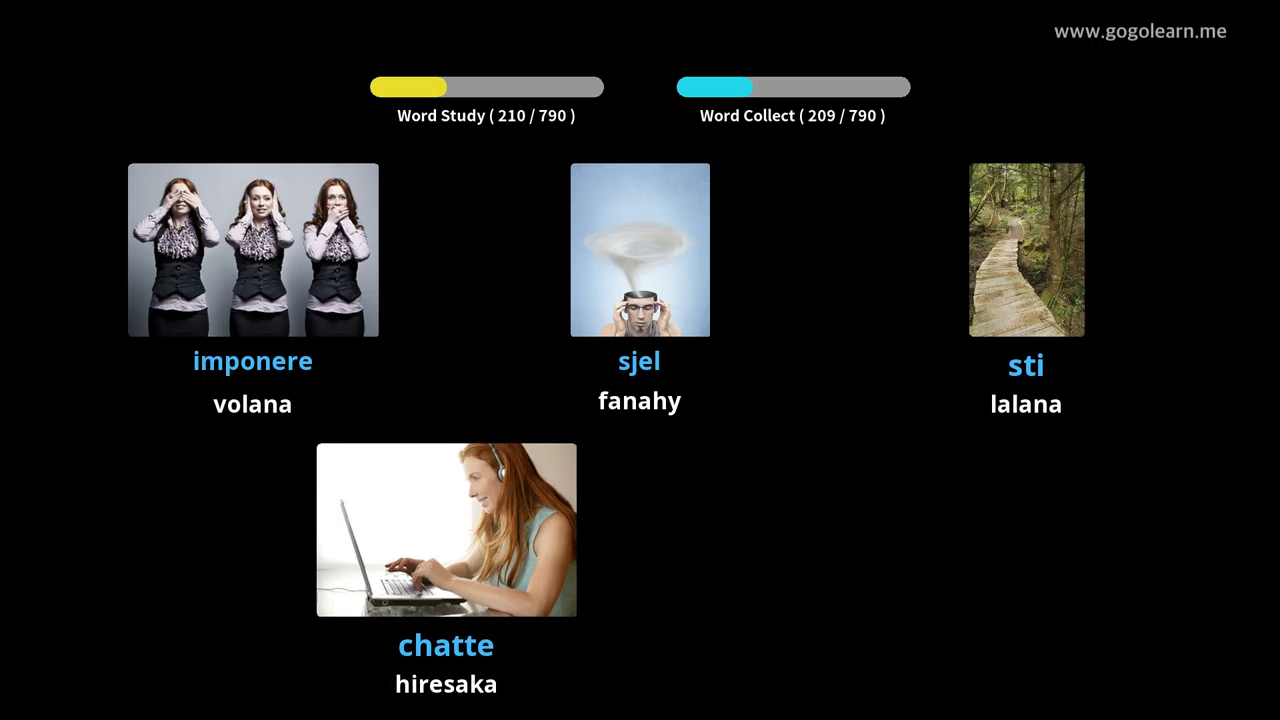 www.gogolearn.me
Word Study ( 210 / 790 )
Word Collect ( 209 / 790 )
imponere
volana
sjel
fanahy
sti
lalana
chatte
hiresaka